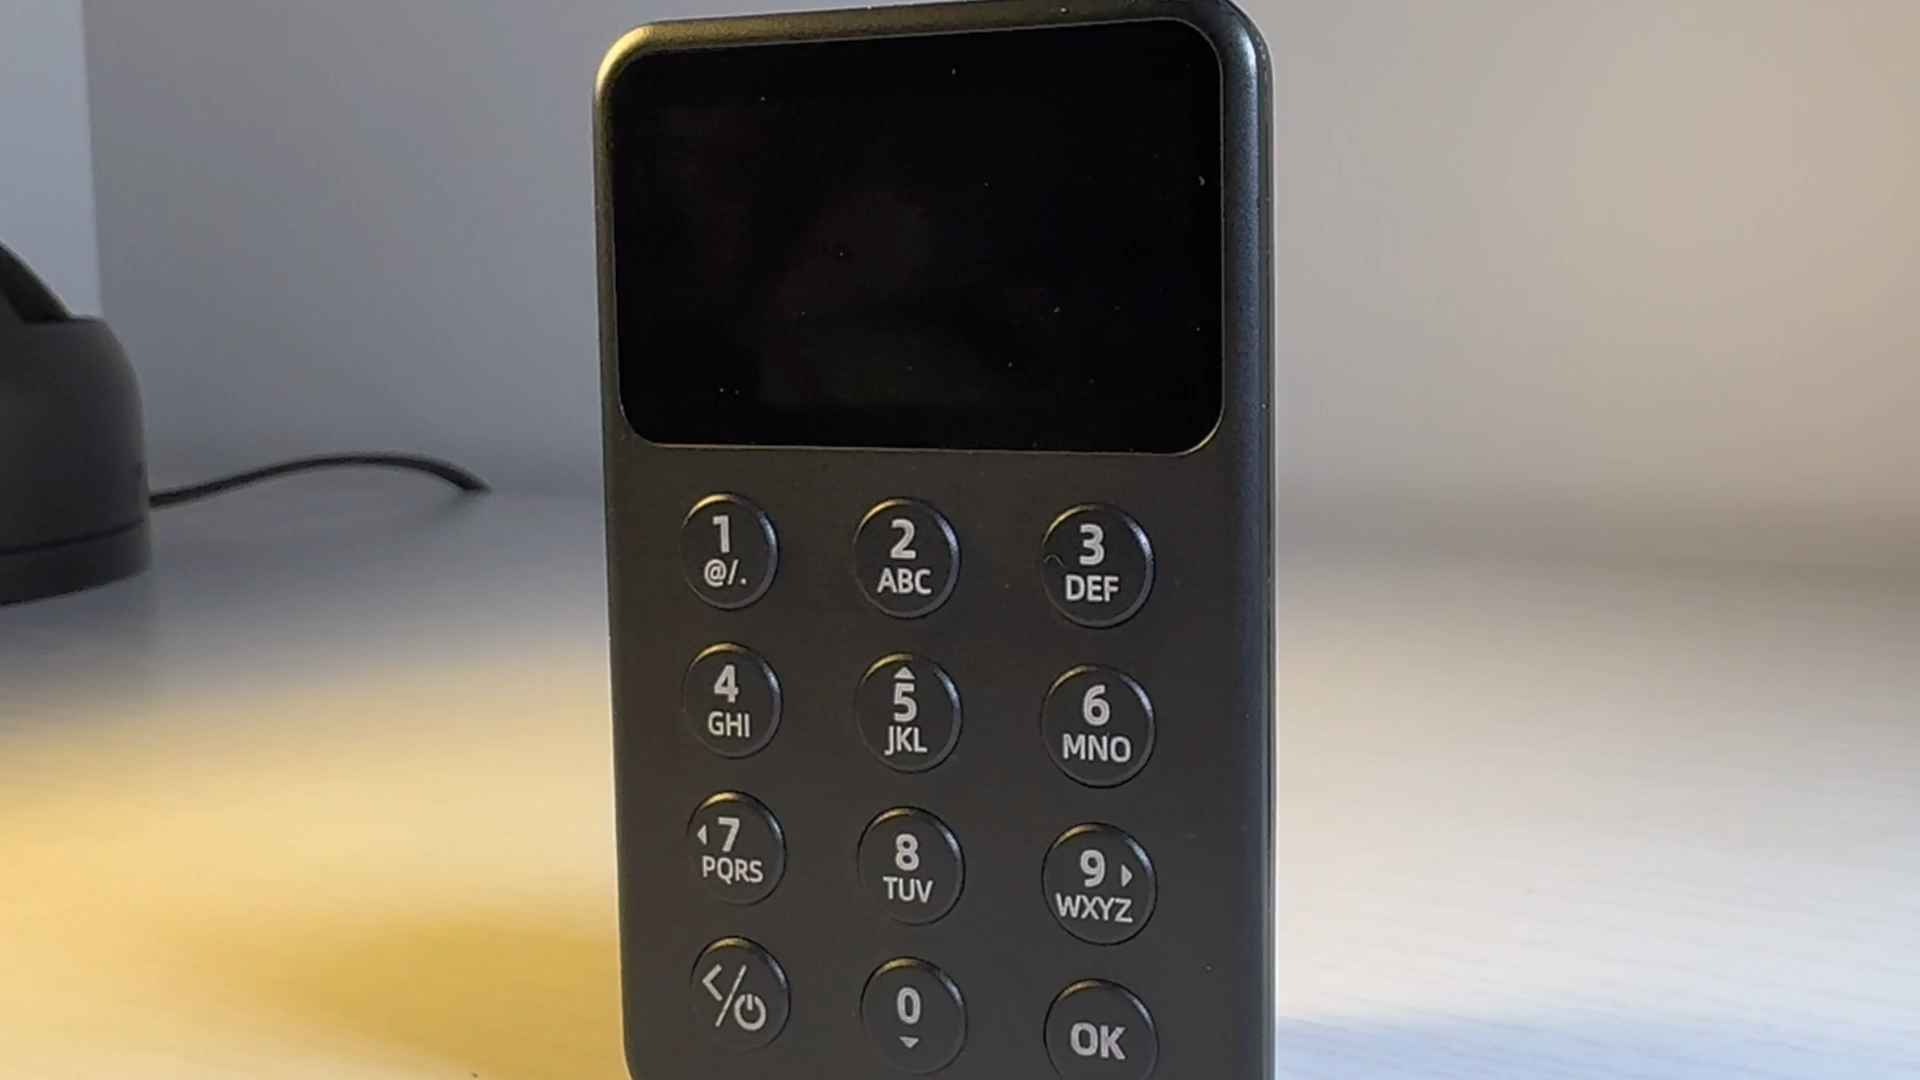 1 2 3
@/. ABC DEF
4 5 6
GHI JKL MNO
7 8 9
PQRS TUV WXYZ
0 OK